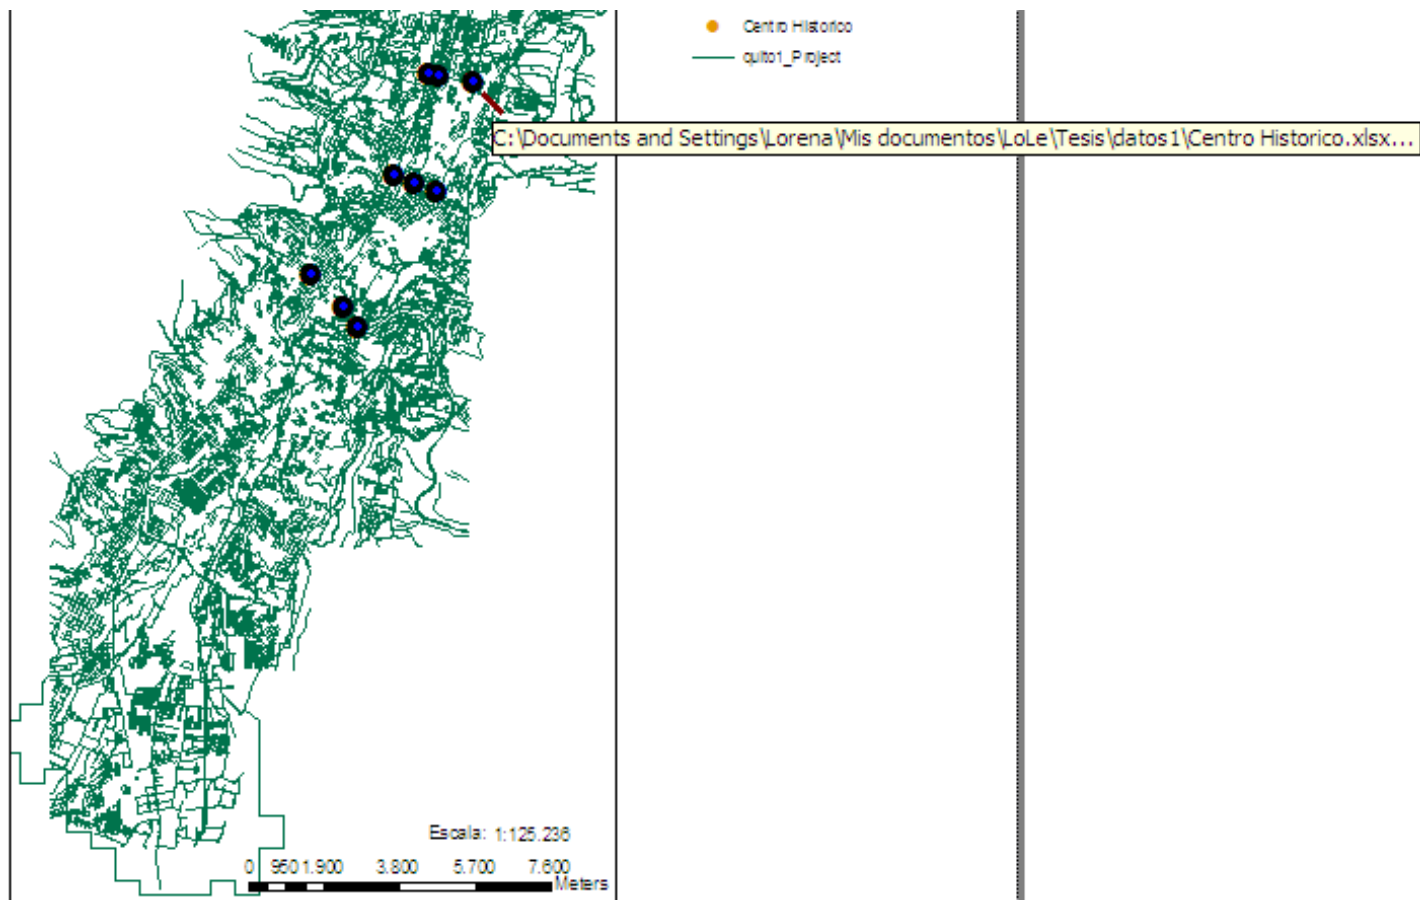 Centro Historico
quito1_Project
C:\Documents and Settings\Lorena\Mis documentos\LoLe\Tesis\datos1\Centro Historico.xlsx...
Escala: 1:125.236
0 950 1.900 3.800 5.700 7.600
Meters